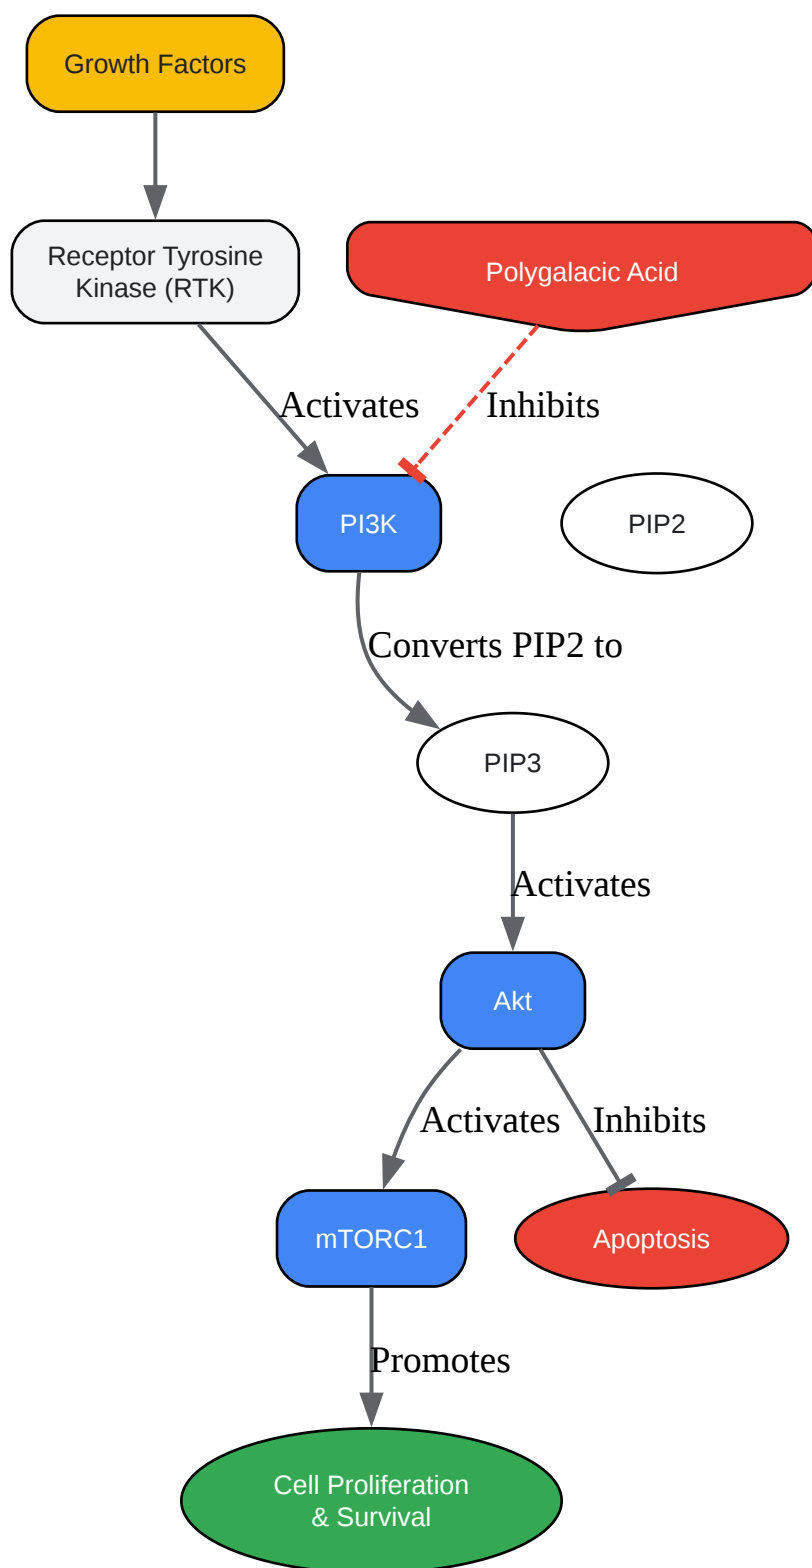 Growth Factors
Receptor Tyrosine
Kinase (RTK)
Polygalacic Acid
Activates
Inhibits
PI3K
PIP2
Converts PIP2 to
PIP3
Activates
Akt
Activates
Inhibits
mTORC1
Apoptosis
Promotes
Cell Proliferation
& Survival